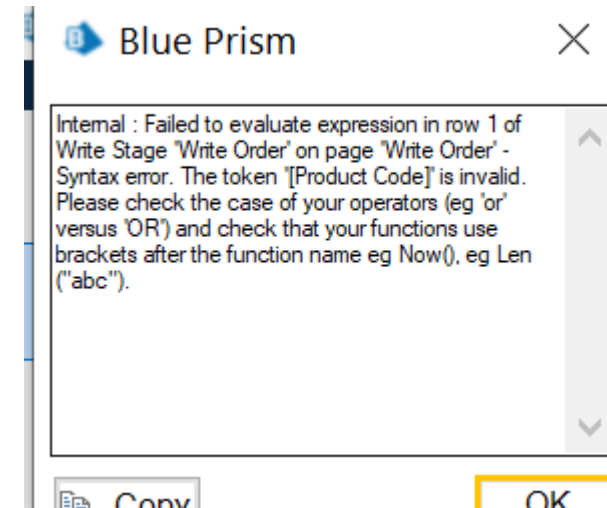 Blue Prism
Internal : Failed to evaluate expression in row 1 of
Write Stage 'Write Order' on page 'Write Order' -
Syntax error. The token '[Product Code]' is invalid.
Please check the case of your operators (eg 'or'
versus 'OR') and check that your functions use
brackets after the function name eg Now(), eg Len
("abc").
Copy
OK